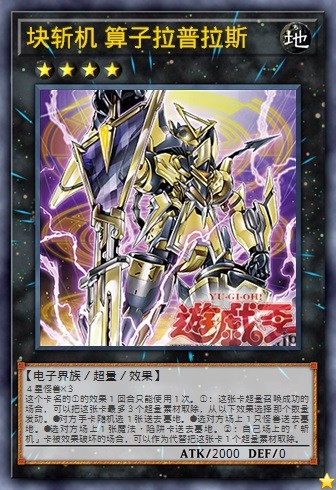 块斩机 算子拉普拉斯
地
YU-GI-OH!
遊戯王
【电子界族／超量／效果】
４星怪兽×３
这个卡名的①的效果１回合只能使用１次。①：这张卡超量召唤成功的
场合，可以把这张卡最多３个超量素材取除，从以下效果选择那个数量
发动。●对方手卡随机选１张送去墓地。●选对方场上１只怪兽送去墓
地。●选对方场上１张魔法·陷阱卡送去墓地。②：自己场上的「斩
机」卡被效果破坏的场合，可以作为代替把这张卡１个超量素材取除。
ATK/2000 DEF/0